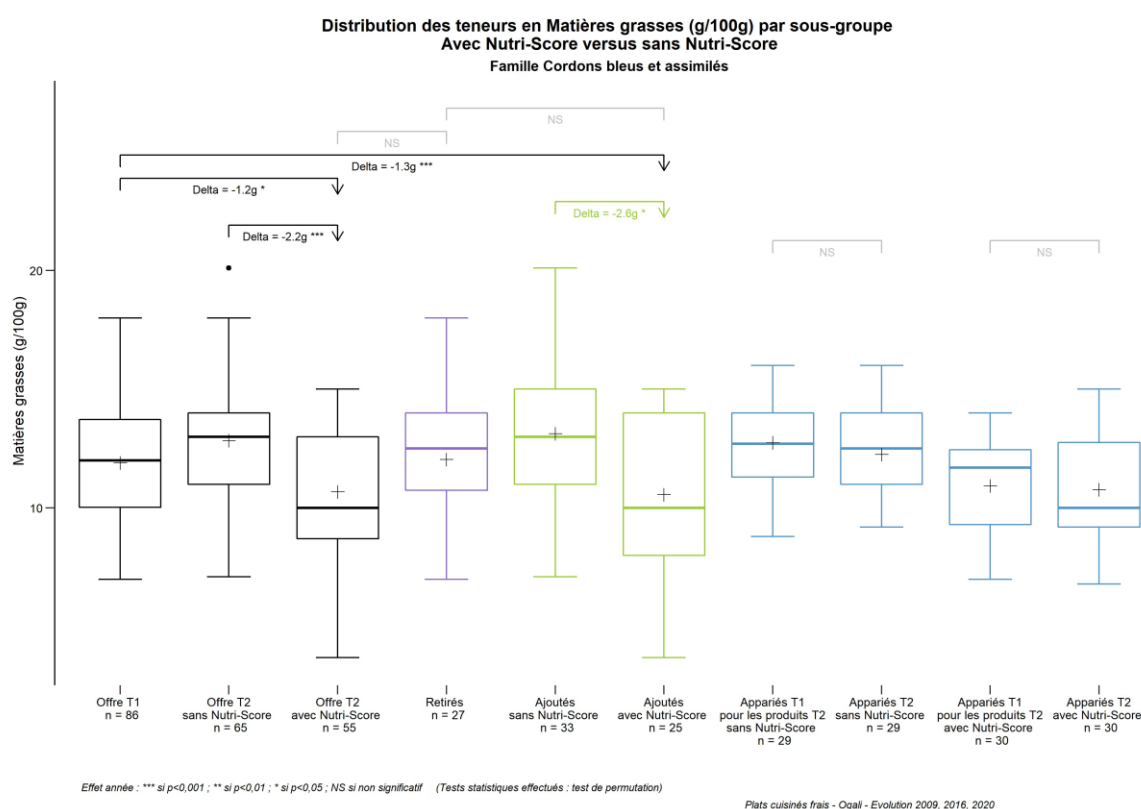 Distribution des teneurs en Matières grasses (g/100g) par sous-groupe
Avec Nutri-Score versus sans Nutri-Score
Famille Cordons bleus et assimilés
NS
NS
Delta = -1.3g ***
Delta = -1.2g *
Delta = -2.6g *
Delta = -2.2g ***
NS
NS
Matières grasses (g/100g)
20
10
Offre T1
n = 86
Offre T2
sans Nutri-Score
n = 65
Offre T2
avec Nutri-Score
n = 55
Retirés
n = 27
Ajoutés
sans Nutri-Score
n = 33
Ajoutés
avec Nutri-Score
n = 25
Appariés T1
pour les produits T2
sans Nutri-Score
n = 29
Appariés T2
sans Nutri-Score
n = 29
Appariés T1
pour les produits T2
avec Nutri-Score
n = 30
Appariés T2
avec Nutri-Score
n = 30
Effet année : *** si p<0,001 ; ** si p<0,01 ; * si p<0,05 ; NS si non significatif (Tests statistiques effectués : test de permutation)
Plats cuisinés frais - Oqali - Evolution 2009, 2016, 2020